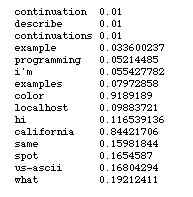 continuation 0.01
describe 0.01
continuations 0.01
example 0.033600237
programming 0.05214485
i'm 0.055427782
examples 0.07972858
color 0.9189189
localhost 0.09883721
hi 0.116539136
california 0.84421706
same 0.15981844
spot 0.1654587
us-ascii 0.16804294
what 0.19212411